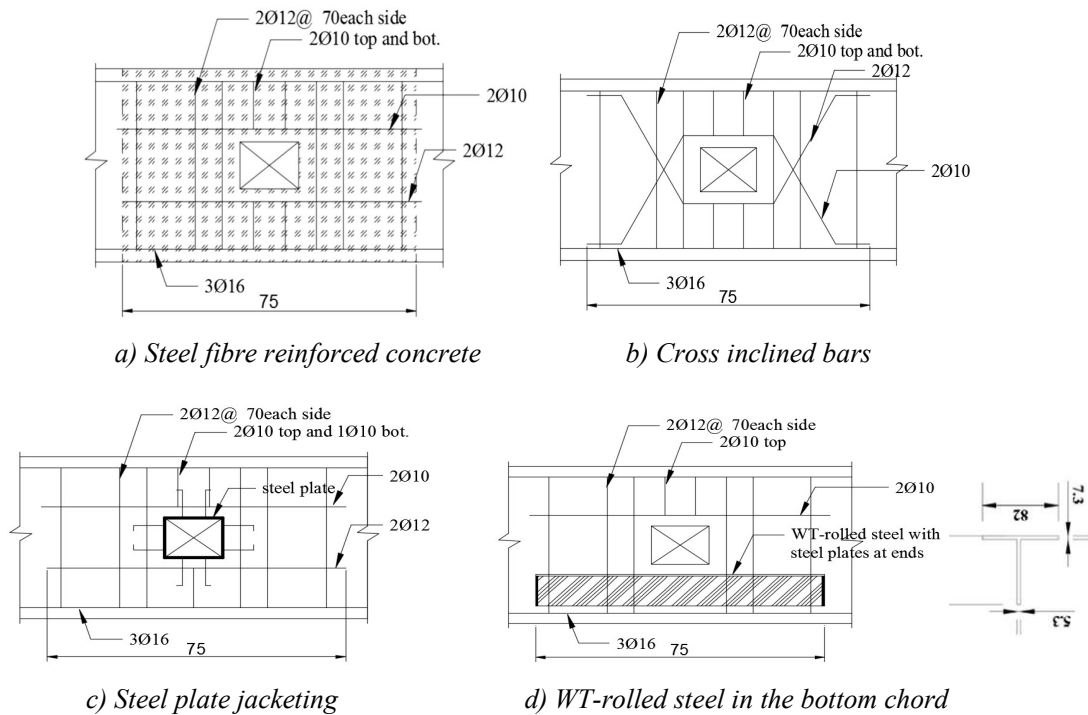 2Ø12@ 70each side
2Ø10 top and bot.
2Ø10
2Ø12
3Ø16
75
a) Steel fibre reinforced concrete
2Ø12@ 70each side
2Ø10 top and bot.
2Ø12
2Ø10
3Ø16
75
b) Cross inclined bars
2Ø12@ 70each side
2Ø10 top and 1Ø10 bot.
steel plate
2Ø10
2Ø12
3Ø16
75
c) Steel plate jacketing
2Ø12@ 70each side
2Ø10 top
2Ø10
WT-rolled steel with
steel plates at ends
3Ø16
75
82
7.3
5.3
d) WT-rolled steel in the bottom chord